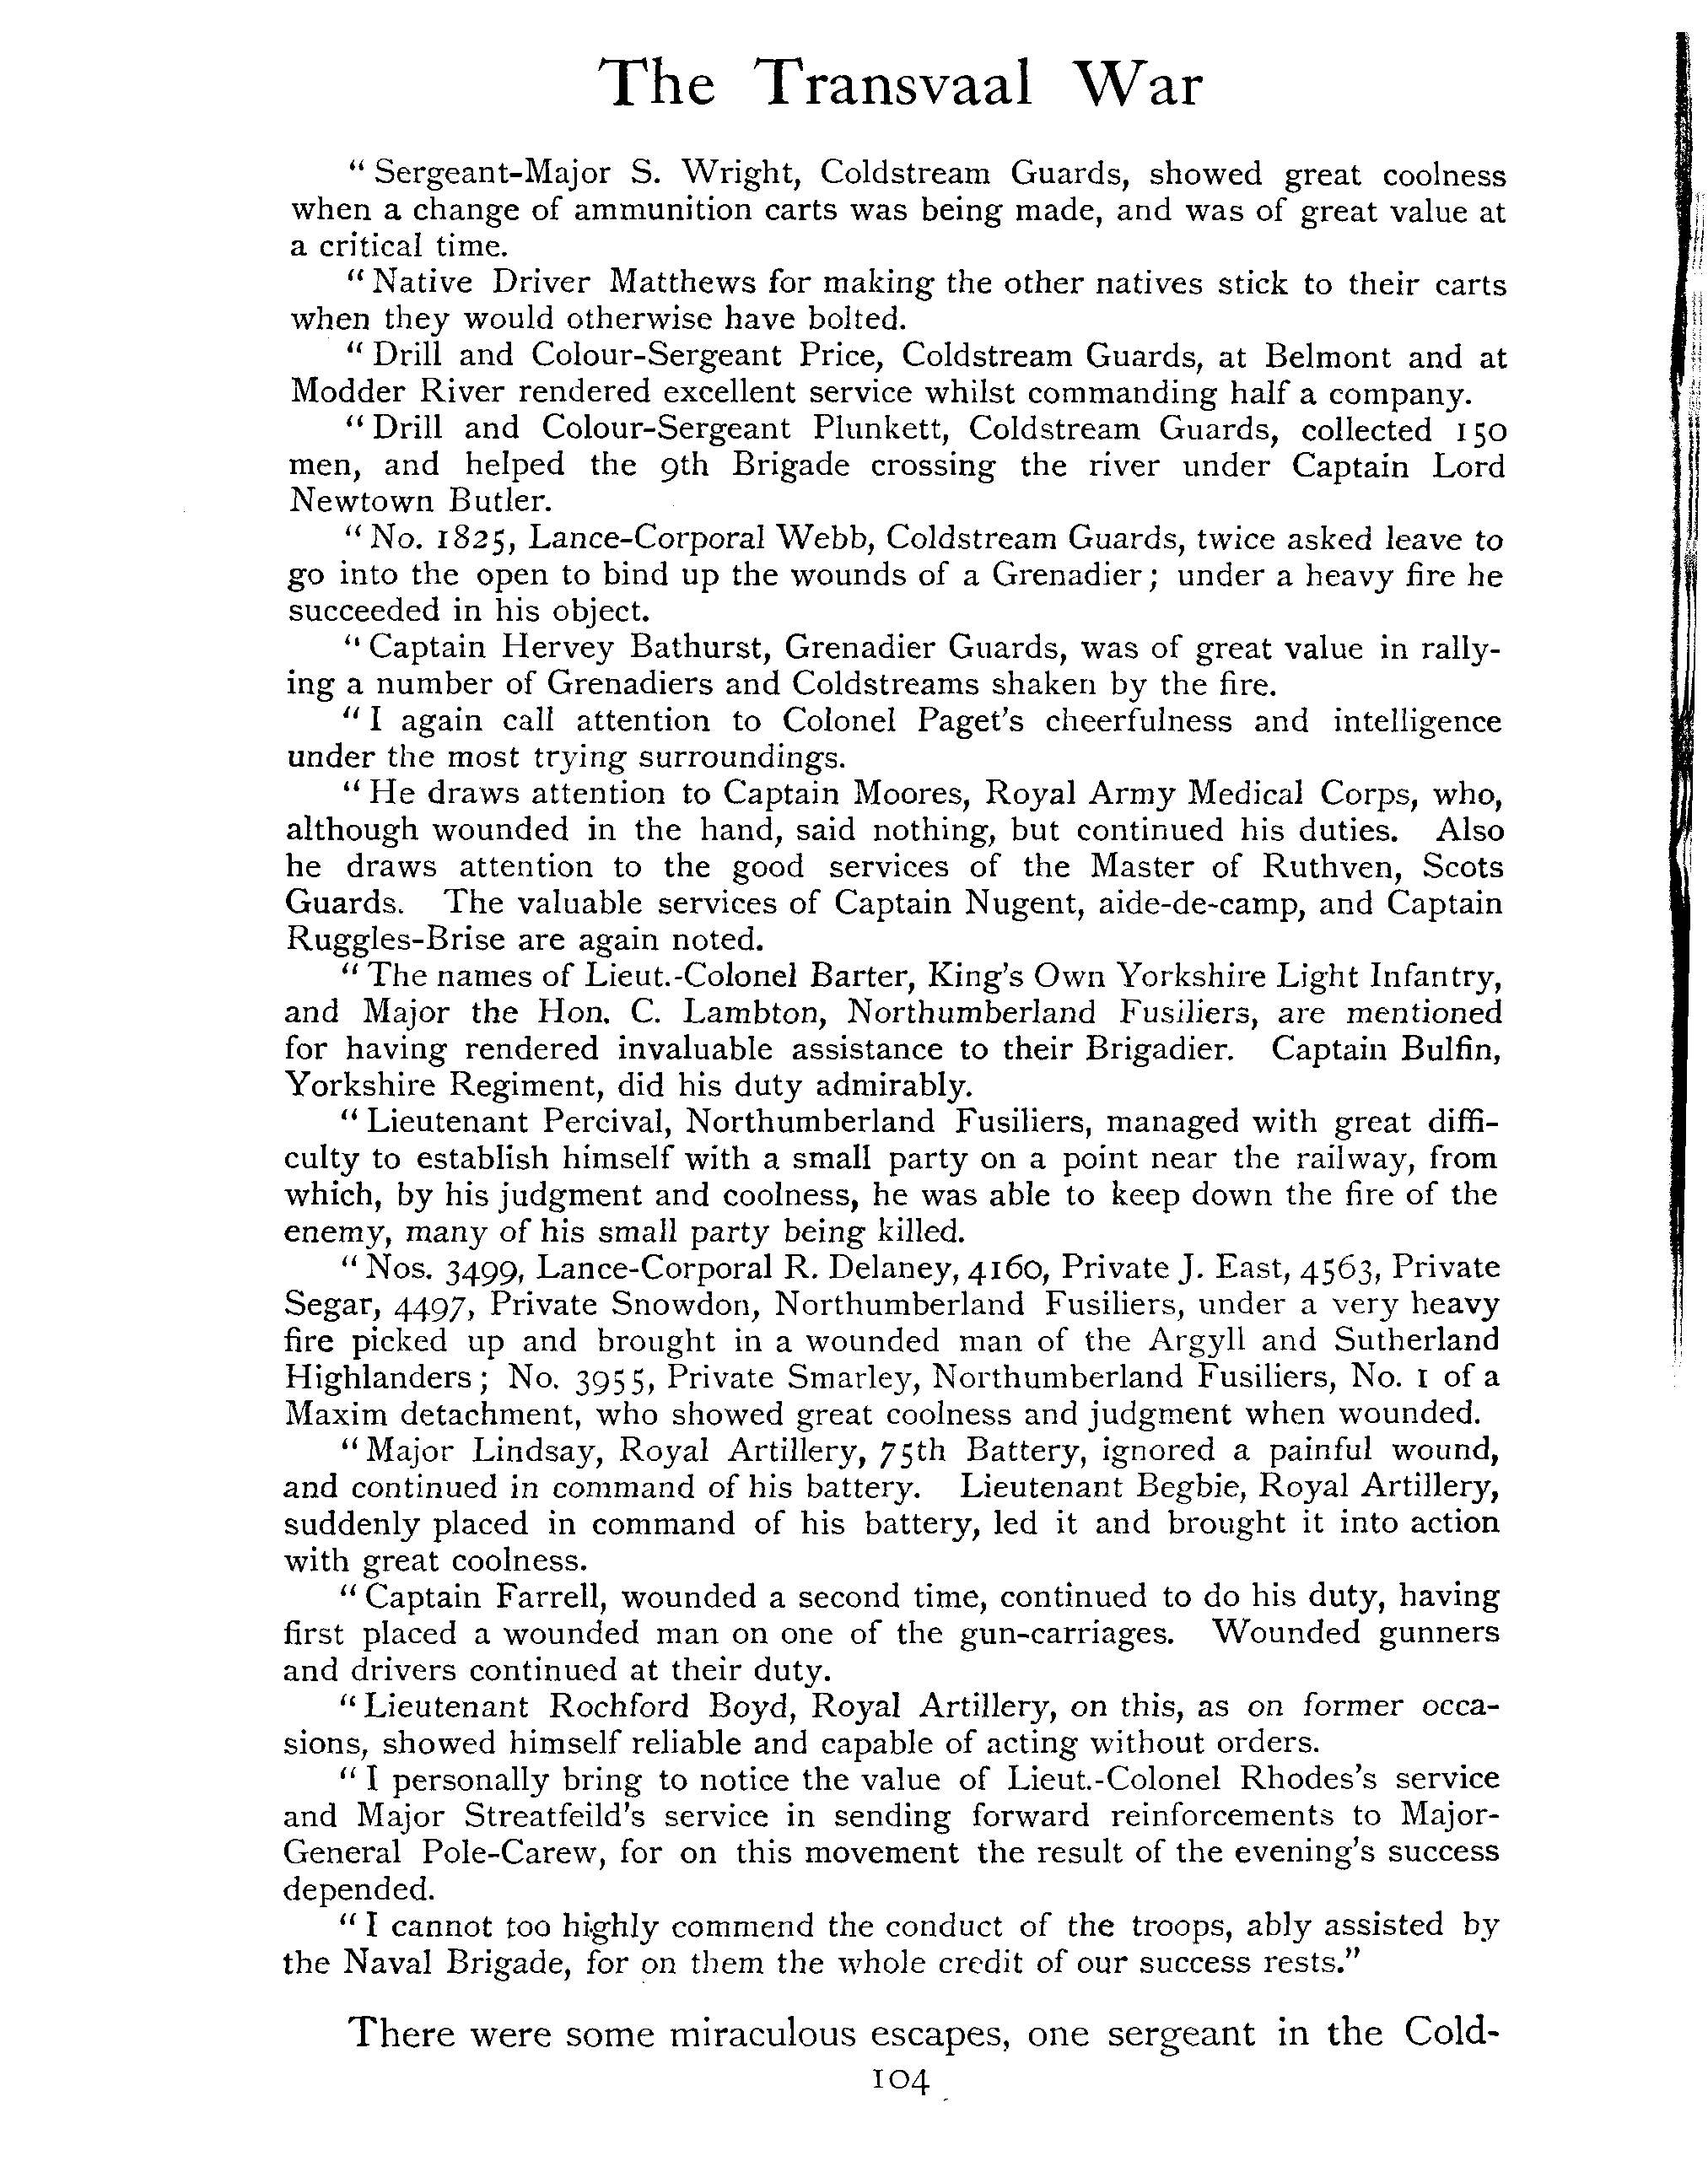 The Transvaal War
“Sergeant-Major S. Wright, Coldstream Guards, showed great coolness
when a change of ammunition carts was being made, and was of great value at
a critical time.
“Native Driver Matthews for making the other natives stick to their carts
when they would otherwise have bolted.
“Drill and Colour-Sergeant Price, Coldstream Guards, at Belmont and at
Modder River rendered excellent service whilst commanding half a company.
“Drill and Colour-Sergeant Plunkett, Coldstream Guards, collected 150
men, and helped the 9th Brigade crossing the river under Captain Lord
Newtown Butler.
“No. 1825, Lance-Corporal Webb, Coldstream Guards, twice asked leave to
go into the open to bind up the wounds of a Grenadier; under a heavy fire he
succeeded in his object.
“Captain Hervey Bathurst, Grenadier Guards, was of great value in rally-
ing a number of Grenadiers and Coldstreams shaken by the fire.
“I again call attention to Colonel Paget's cheerfulness and intelligence
under the most trying surroundings.
“He draws attention to Captain Moores, Royal Army Medical Corps, who,
although wounded in the hand, said nothing, but continued his duties. Also
he draws attention to the good services of the Master of Ruthven, Scots
Guards. The valuable services of Captain Nugent, aide-de-camp, and Captain
Ruggles-Brise are again noted.
“The names of Lieut.-Colonel Barter, King's Own Yorkshire Light Infantry,
and Major the Hon. C. Lambton, Northumberland Fusiliers, are mentioned
for having rendered invaluable assistance to their Brigadier. Captain Bulfin,
Yorkshire Regiment, did his duty admirably.
“Lieutenant Percival, Northumberland Fusiliers, managed with great diffi-
culty to establish himself with a small party on a point near the railway, from
which, by his judgment and coolness, he was able to keep down the fire of the
enemy, many of his small party being killed.
“Nos. 3499, Lance-Corporal R. Delaney, 4160, Private J. East, 4563, Private
Segar, 4497, Private Snowdon, Northumberland Fusiliers, under a very heavy
fire picked up and brought in a wounded man of the Argyll and Sutherland
Highlanders; No. 3955, Private Smarley, Northumberland Fusiliers, No. 1 of a
Maxim detachment, who showed great coolness and judgment when wounded.
“Major Lindsay, Royal Artillery, 75th Battery, ignored a painful wound,
and continued in command of his battery. Lieutenant Begbie, Royal Artillery,
suddenly placed in command of his battery, led it and brought it into action
with great coolness.
“Captain Farrell, wounded a second time, continued to do his duty, having
first placed a wounded man on one of the gun-carriages. Wounded gunners
and drivers continued at their duty.
“Lieutenant Rochford Boyd, Royal Artillery, on this, as on former occa-
sions, showed himself reliable and capable of acting without orders.
“I personally bring to notice the value of Lieut.-Colonel Rhodes's service
and Major Streatfeild's service in sending forward reinforcements to Major-
General Pole-Carew, for on this movement the result of the evening's success
depended.
“I cannot too highly commend the conduct of the troops, ably assisted by
the Naval Brigade, for on them the whole credit of our success rests.”
There were some miraculous escapes, one sergeant in the Cold-
104